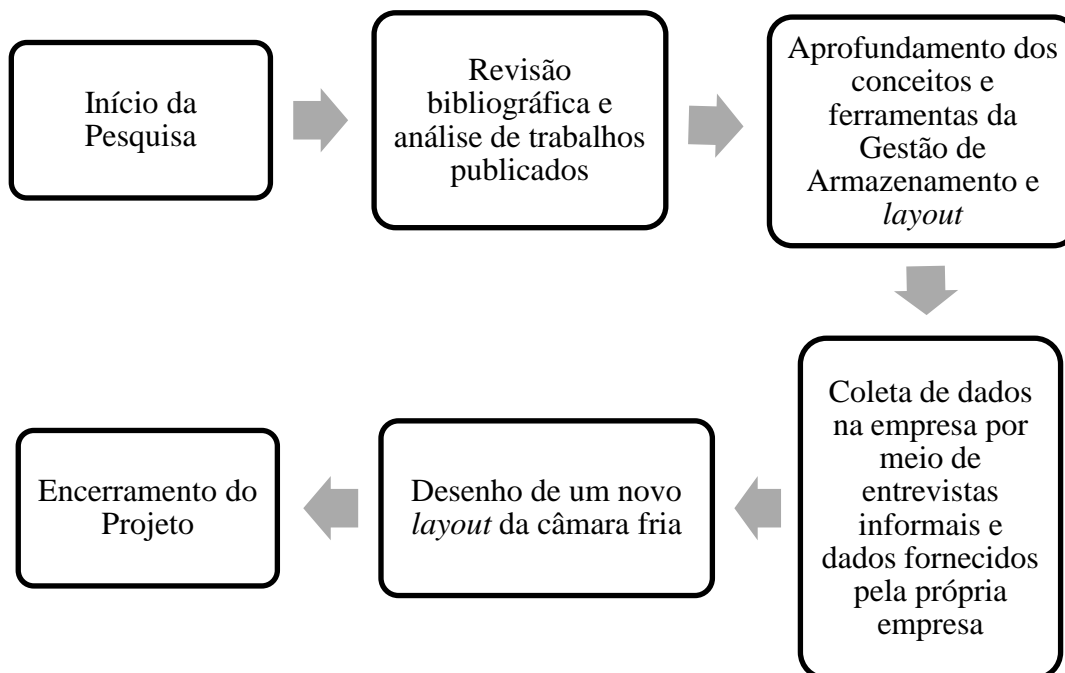 Início da
Pesquisa
Revisão
bibliográfica e
análise de trabalhos
publicados
Aprofundamento dos
conceitos e
ferramentas da
Gestão de
Armazenamento e
layout
Coleta de dados
na empresa por
meio de
entrevistas
informais e
dados fornecidos
pela própria
empresa
Desenho de um novo
layout da câmara fria
Encerramento do
Projeto